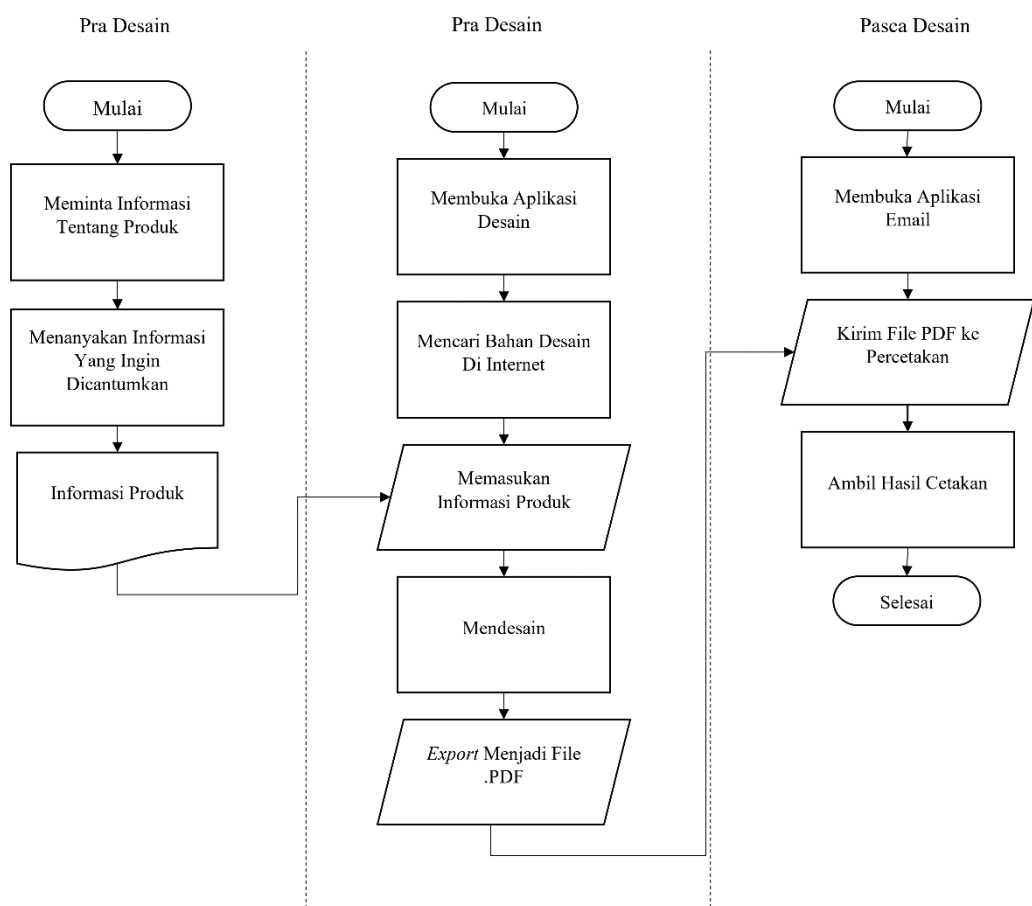 Pra Desain
Mulai
Meminta Informasi
Tentang Produk
Menanyakan Informasi
Yang Ingin
Dicantumkan
Informasi Produk
Pra Desain
Mulai
Membuka Aplikasi
Desain
Mencari Bahan Desain
Di Internet
Memasukan
Informasi Produk
Mendesain
Export Menjadi File
.PDF
Pasca Desain
Mulai
Membuka Aplikasi
Email
Kirim File PDF ke
Percetakan
Ambil Hasil Cetakan
Selesai